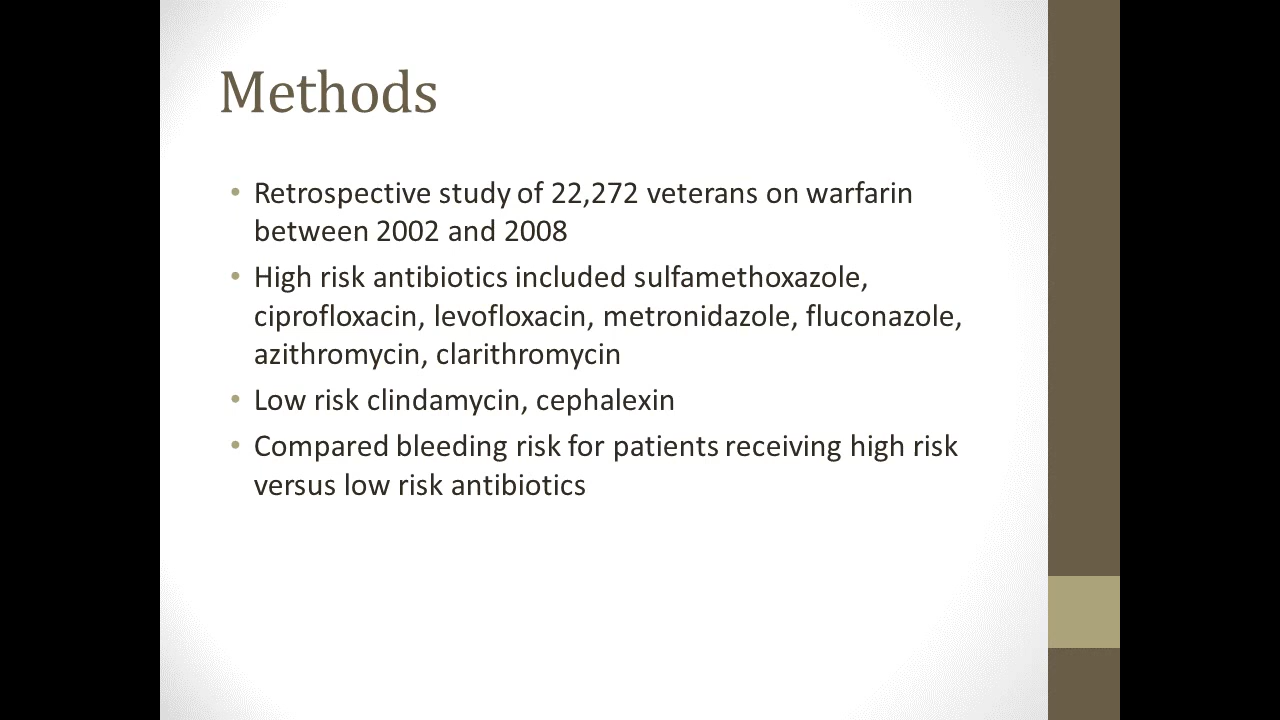 Methods
• Retrospective study of 22,272 veterans on warfarin
between 2002 and 2008
• High risk antibiotics included sulfamethoxazole,
ciprofloxacin, levofloxacin, metronidazole, fluconazole,
azithromycin, clarithromycin
• Low risk clindamycin, cephalexin
• Compared bleeding risk for patients receiving high risk
versus low risk antibiotics